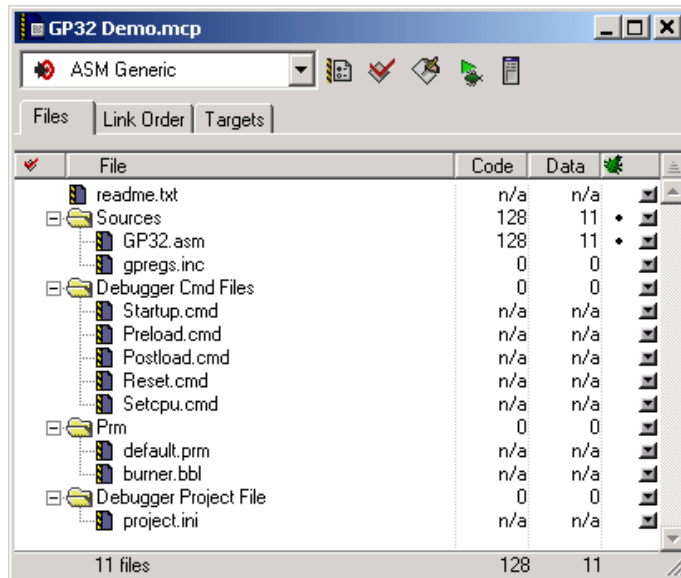 GP32 Demo.mcp
ASM Generic
Files Link Order Targets
File Code Data
readme.txt n/a n/a
Sources 128 11 •
GP32.asm 128 11 •
gpregs.inc 0 0
Debugger Cmd Files 0 0
Startup.cmd n/a n/a
Preload.cmd n/a n/a
Postload.cmd n/a n/a
Reset.cmd n/a n/a
Setcpu.cmd n/a n/a
Prm 0 0
default.prm n/a n/a
burner.bbl n/a n/a
Debugger Project File 0 0
project.ini n/a n/a
11 files 128 11